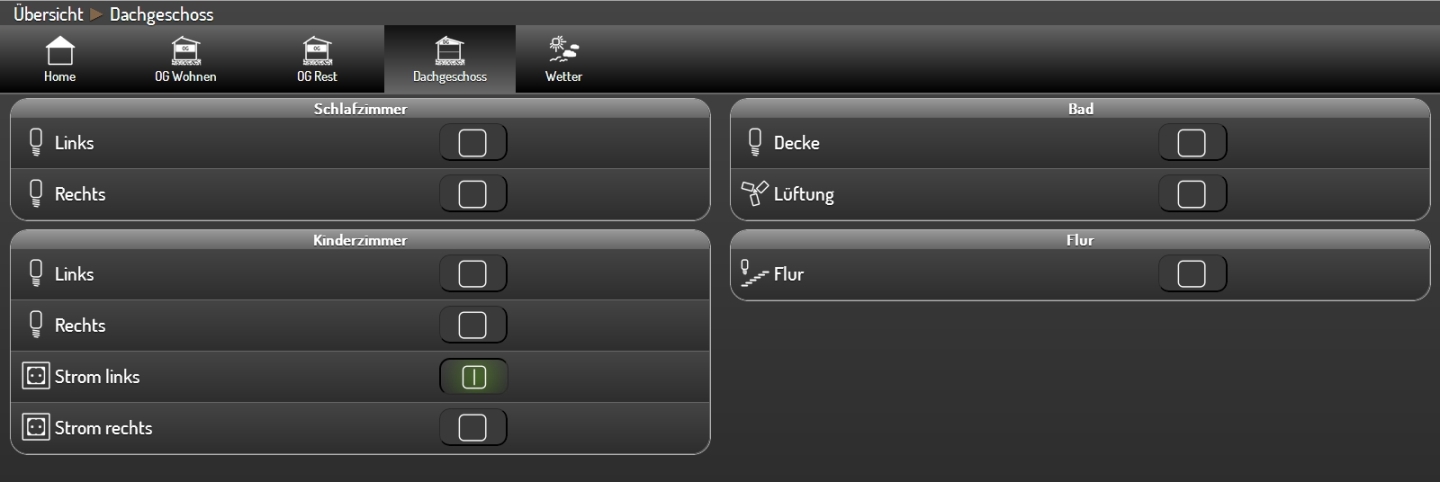 Übersicht ▶ Dachgeschoss
Home OG Wohnen OG Rest Dachgeschoss Wetter
Schlafzimmer
Links
Rechts
Kinderzimmer
Links
Rechts
Strom links
Strom rechts
Bad
Decke
Lüftung
Flur
Flur